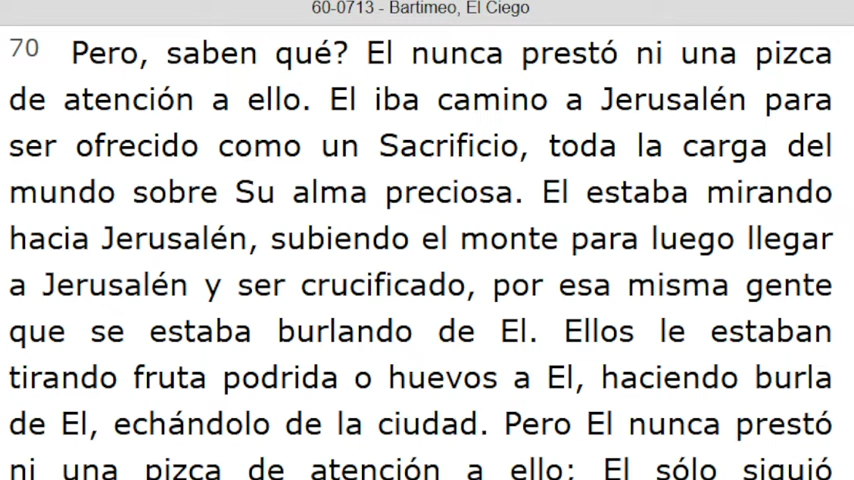 60-0713 - Bartimeo, El Ciego
70 Pero, saben qué? El nunca prestó ni una pizca
de atención a ello. El iba camino a Jerusalén para
ser ofrecido como un Sacrificio, toda la carga del
mundo sobre Su alma preciosa. El estaba mirando
hacia Jerusalén, subiendo el monte para luego llegar
a Jerusalén y ser crucificado, por esa misma gente
que se estaba burlando de El. Ellos le estaban
tirando fruta podrida o huevos a El, haciendo burla
de El, echándolo de la ciudad. Pero El nunca prestó
ni una pizca de atención a ello; El sólo siguió